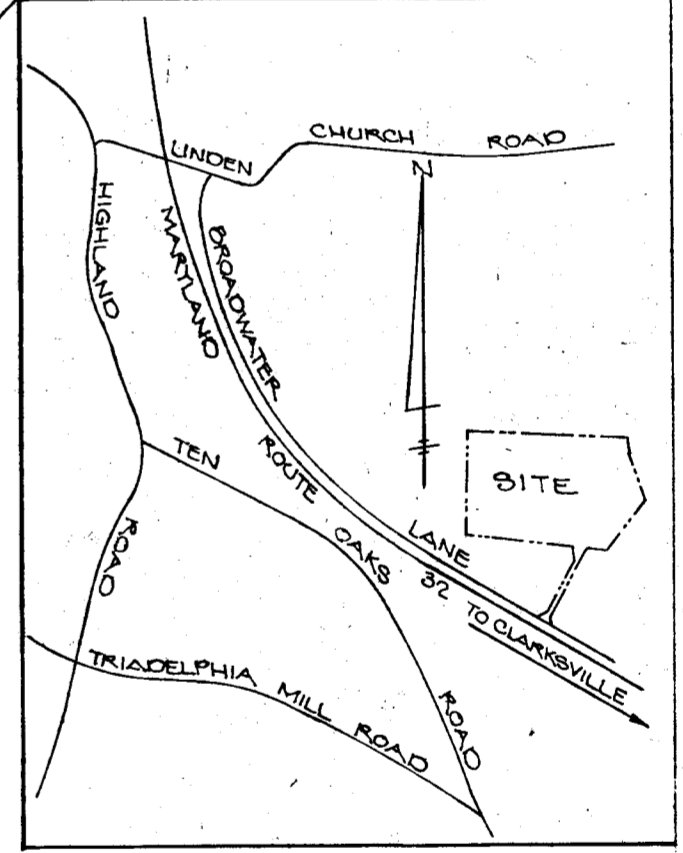 LINDEN CHURCH ROAD
N
HIGHLAND ROAD
MARYLAND ROUTE 32
BROADWATER LANE
TEN OAKS ROAD
SITE
TO CLARKSVILLE
TRIADELPHIA MILL ROAD